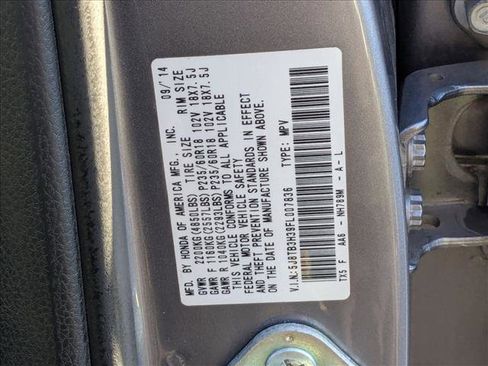 MFD. BY HONDA OF AMERICA MFG., INC. 09/'14
TIRE SIZE RIM SIZE
GVWR 2200KG(4850LBS)
GAWR F 1160KG(2557LBS) P235/60R18 102V 18X7.5J
GAWR R 1040KG(2293LBS) P235/60R18 102V 18X7.5J
THIS VEHICLE CONFORMS TO ALL APPLICABLE
FEDERAL MOTOR VEHICLE SAFETY
AND THEFT PREVENTION STANDARDS IN EFFECT
ON THE DATE OF MANUFACTURE SHOWN ABOVE.
V.I.N.: 5J8TB3H39FL007836 TYPE: MPV
TX5 F AA6 - NH789M - A - L